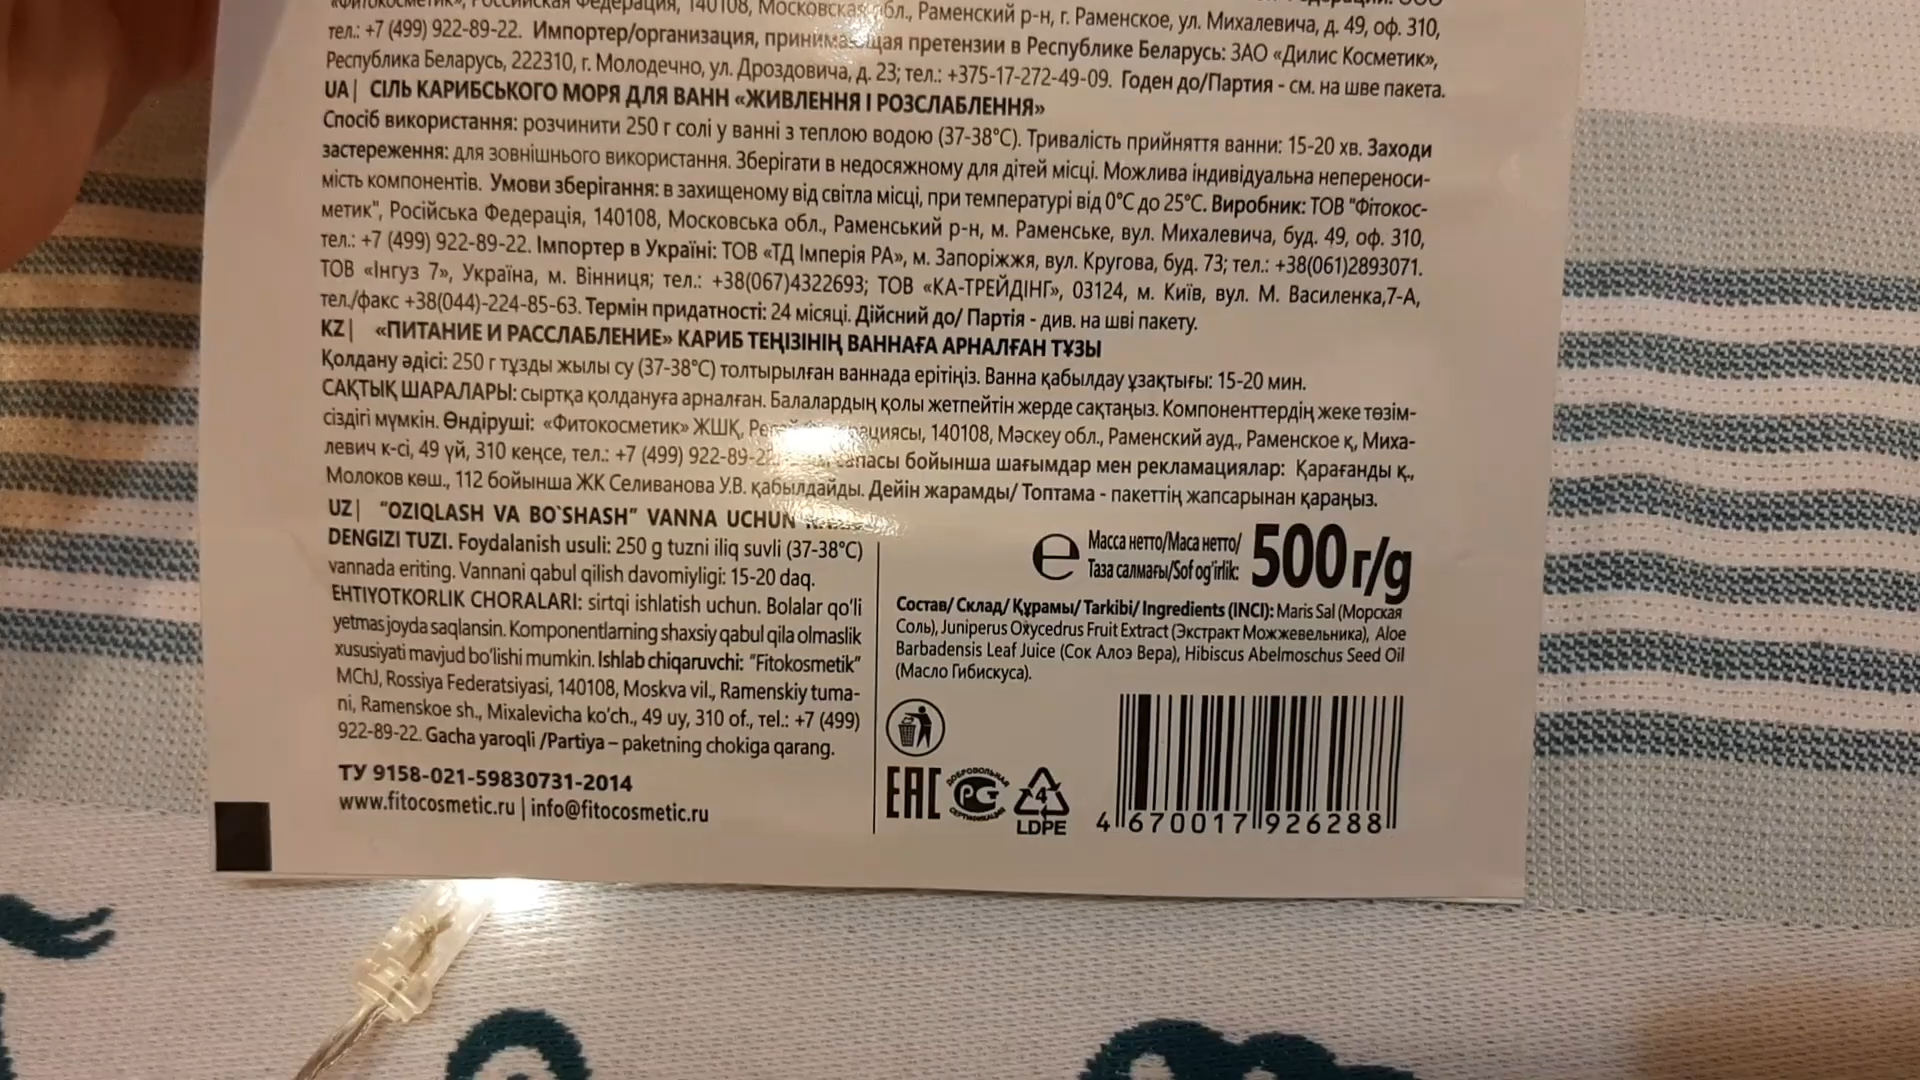 «Фитокосметик», Российская Федерация, 140108, Московская обл., Раменский р-н, г. Раменское, ул. Михалевича, д. 49, оф. 310,
тел.: +7 (499) 922-89-22. Импортер/организация, принимающая претензии в Республике Беларусь: ЗАО «Дилис Косметик»,
Республика Беларусь, 222310, г. Молодечно, ул. Дроздовича, д. 23; тел.: +375-17-272-49-09. Годен до/Партия - см. на шве пакета.
UA| СІЛЬ КАРИБСЬКОГО МОРЯ ДЛЯ ВАНН «ЖИВЛЕННЯ І РОЗСЛАБЛЕННЯ»
Спосіб використання: розчинити 250 г солі у ванні з теплою водою (37-38°С). Тривалість прийняття ванни: 15-20 хв. Заходи
застереження: для зовнішнього використання. Зберігати в недосяжному для дітей місці. Можлива індивідуальна непереноси-
мість компонентів. Умови зберігання: в захищеному від світла місці, при температурі від 0°С до 25°С. Виробник: ТОВ "Фітокос-
метик", Російська Федерація, 140108, Московська обл., Раменський р-н, м. Раменське, вул. Михалевича, буд. 49, оф. 310,
тел.: +7 (499) 922-89-22. Імпортер в Україні: ТОВ «ТД Імперія РА», м. Запоріжжя, вул. Кругова, буд. 73; тел.: +38(061)2893071.
ТОВ «Інгуз 7», Україна, м. Вінниця; тел.: +38(067)4322693; ТОВ «КА-ТРЕЙДІНГ», 03124, м. Київ, вул. М. Василенка,7-А,
тел./факс +38(044)-224-85-63. Термін придатності: 24 місяці. Дійсний до/ Партія - див. на шві пакету.
KZ| «ПИТАНИЕ И РАССЛАБЛЕНИЕ» КАРИБ ТЕҢІЗІНІҢ ВАННАҒА АРНАЛҒАН ТҰЗЫ
Қолдану әдісі: 250 г тұзды жылы су (37-38°С) толтырылған ваннада ерітіңіз. Ванна қабылдау ұзақтығы: 15-20 мин.
САҚТЫҚ ШАРАЛАРЫ: сыртқа қолдануға арналған. Балалардың қолы жетпейтін жерде сақтаңыз. Компоненттердің жеке төзім-
сіздігі мүмкін. Өндіруші: «Фитокосметик» ЖШҚ, 140108, Мәскеу обл., Раменский ауд., Раменское қ, Миха-
левич к-сі, 49 үй, 310 кеңсе, тел.: +7 (499) 922-89-22. сапасы бойынша шағымдар мен рекламациялар: Қарағанды қ.,
Молоков көш., 112 бойынша ЖК Селиванова У.В. қабылдайды. Дейін жарамды/ Топтама - пакеттің жапсарынан қараңыз.
UZ| "OZIQLASH VA BO`SHASH" VANNA UCHUN
DENGIZI TUZI. Foydalanish usuli: 250 g tuzni iliq suvli (37-38°C)
vannada eriting. Vannani qabul qilish davomiyligi: 15-20 daq.
EHTIYOTKORLIK CHORALARI: sirtqi ishlatish uchun. Bolalar qo'li
yetmas joyda saqlansin. Komponentlarning shaxsiy qabul qila olmaslik
xususiyati mavjud bo'lishi mumkin. Ishlab chiqaruvchi: "Fitokosmetik"
MChJ, Rossiya Federatsiyasi, 140108, Moskva vil., Ramenskiy tuma-
ni, Ramenskoe sh., Mixalevicha ko'ch., 49 uy, 310 of., тел.: +7 (499)
922-89-22. Gacha yaroqli /Partiya – paketning chokiga qarang.
ТУ 9158-021-59830731-2014
www.fitocosmetic.ru | info@fitocosmetic.ru
Масса нетто/Маса нетто/
Таза салмағы/Sof og'irlik:
500 г/g
Состав/ Склад/ Құрамы/ Tarkibi/ Ingredients (INCI): Maris Sal (Морская
Соль), Juniperus Oxycedrus Fruit Extract (Экстракт Можжевельника), Aloe
Barbadensis Leaf Juice (Сок Алоэ Вера), Hibiscus Abelmoschus Seed Oil
(Масло Гибискуса).
ЕАС
ДОБРОВОЛЬНАЯ
РСТ
СЕРТИФИКАЦИЯ
4
LDPE
4 670017 926288